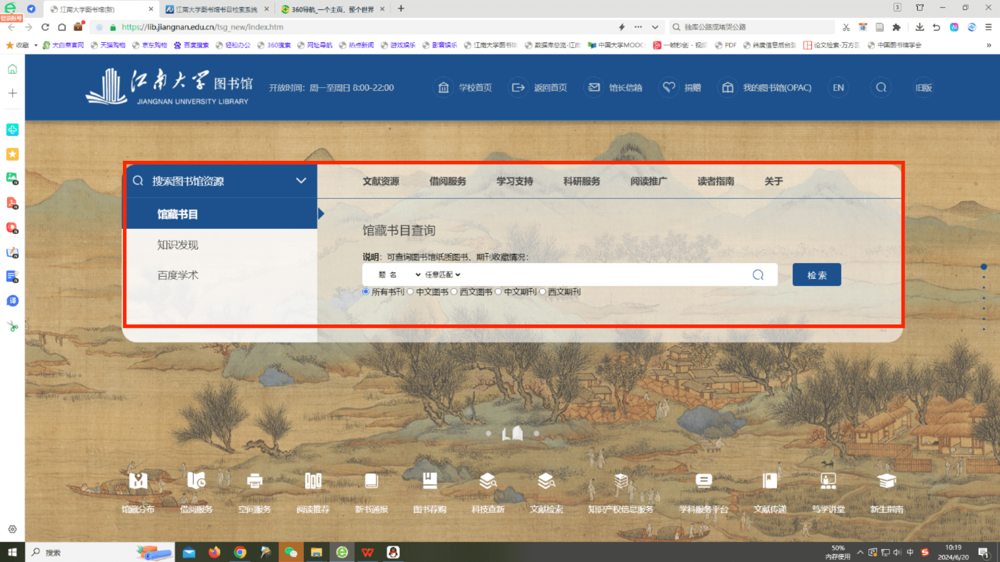 江南大学图书馆(新)
江南大学图书馆书目检索系统
360导航_一个主页，整个世界
3
登录账号
https://lib.jiangnan.edu.cn/tsg_new/index.htm
独库公路成堵哭公路
收藏
大白菜官网
天猫购物
京东购物
百度搜索
轻松办公
360搜索
网址导航
热点新闻
游戏娱乐
影音娱乐
江南大学图书馆
数据库总览-江南
中国大学MOOC
一帧秒创 - 视频
PDF
纬度信息后台登
论文检索-万方医
中国图书馆学会
江南大学 图书馆
JIANGNAN UNIVERSITY LIBRARY
开放时间：周一至周日 8:00-22:00
学校首页
返回首页
馆长信箱
捐赠
我的图书馆(OPAC)
EN
旧版
搜索图书馆资源
文献资源
借阅服务
学习支持
科研服务
阅读推广
读者指南
关于
馆藏书目
知识发现
百度学术
馆藏书目查询
说明：可查询图书馆纸质图书、期刊收藏情况：
题 名
任意匹配
检 索
所有书刊 中文图书 西文图书 中文期刊 西文期刊
译
馆藏分布
借阅服务
空间服务
阅读推荐
新书通报
图书荐购
科技查新
文献检索
知识产权信息服务
学科服务平台
文献传递
笃学讲堂
新生指南
搜索
50%
内存使用
中
10:19
2024/6/20
1